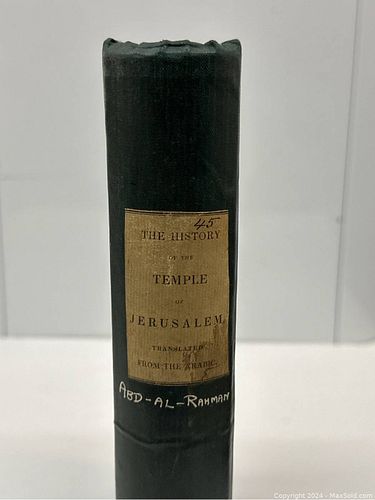 45
THE HISTORY
OF THE
TEMPLE
OF
JERUSALEM,
TRANSLATED
FROM THE ARABIC.
ABD-AL-RAHMAN
Copyright 2024 - MaxSold.com